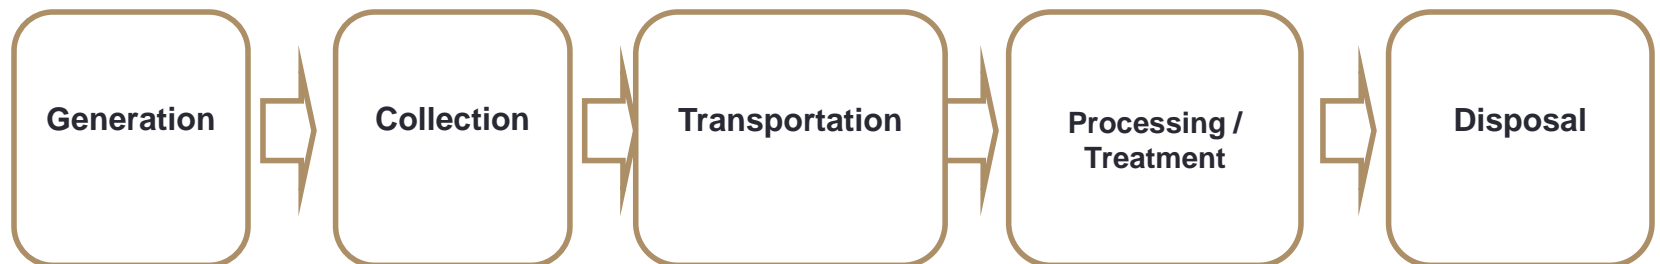 Generation
Collection
Transportation
Processing /
Treatment
Disposal